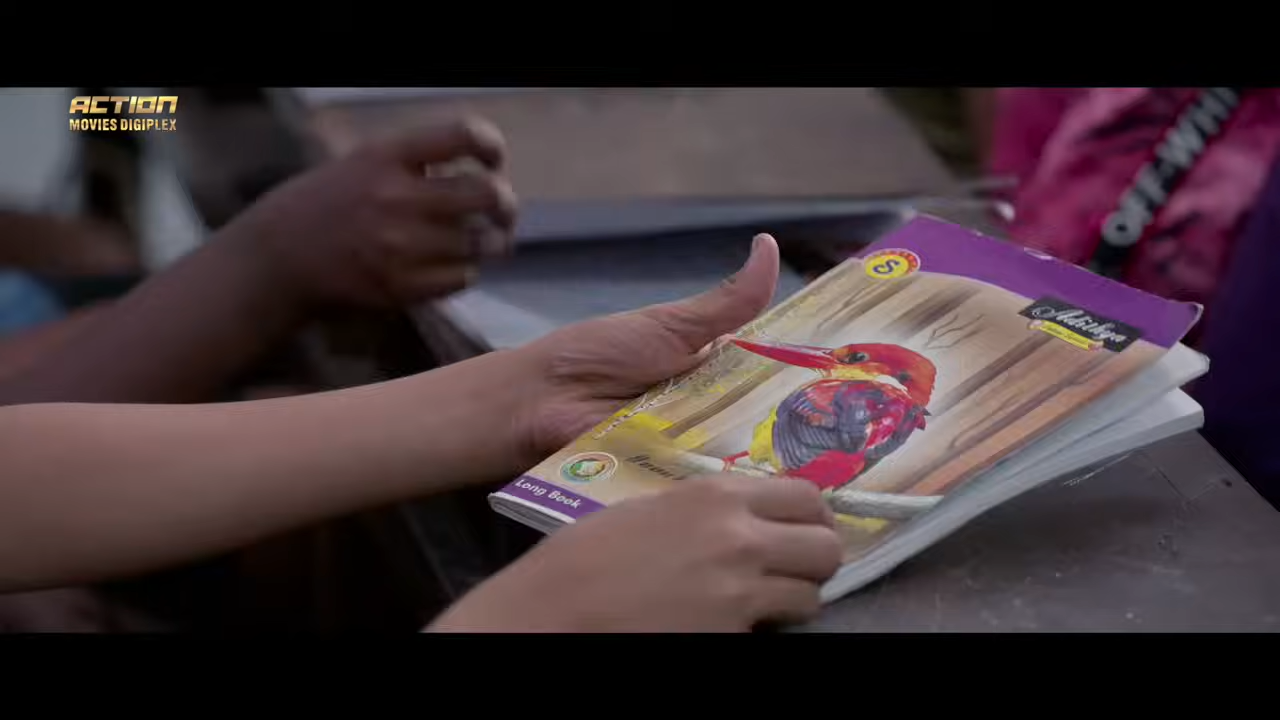 ACTION
MOVIES DIGIPLEX
OFF-WHI
S
Adithya
Long Book